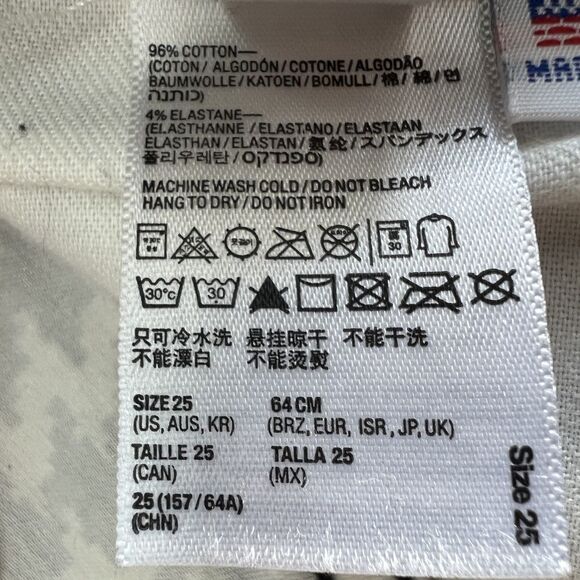 96% COTTON—
(COTON / ALGODÓN / COTONE / ALGODÃO
BAUMWOLLE / KATOEN / BOMULL / 棉 / 綿 / 면
כותנה
4% ELASTANE—
(ELASTHANNE / ELASTANO / ELASTAAN
ELASTHAN / ELASTAN / 氨纶 / スパンデックス
폴리우레탄 / ספנדקס)
MACHINE WASH COLD / DO NOT BLEACH
HANG TO DRY / DO NOT IRON
30
30°C 30
只可冷水洗 悬挂晾干 不能干洗
不能漂白 不能烫熨
SIZE 25 64 CM
(US, AUS, KR) (BRZ, EUR, ISR , JP, UK)
TAILLE 25 TALLA 25
(CAN) (MX)
25 (157 / 64A)
(CHN)
Size 25